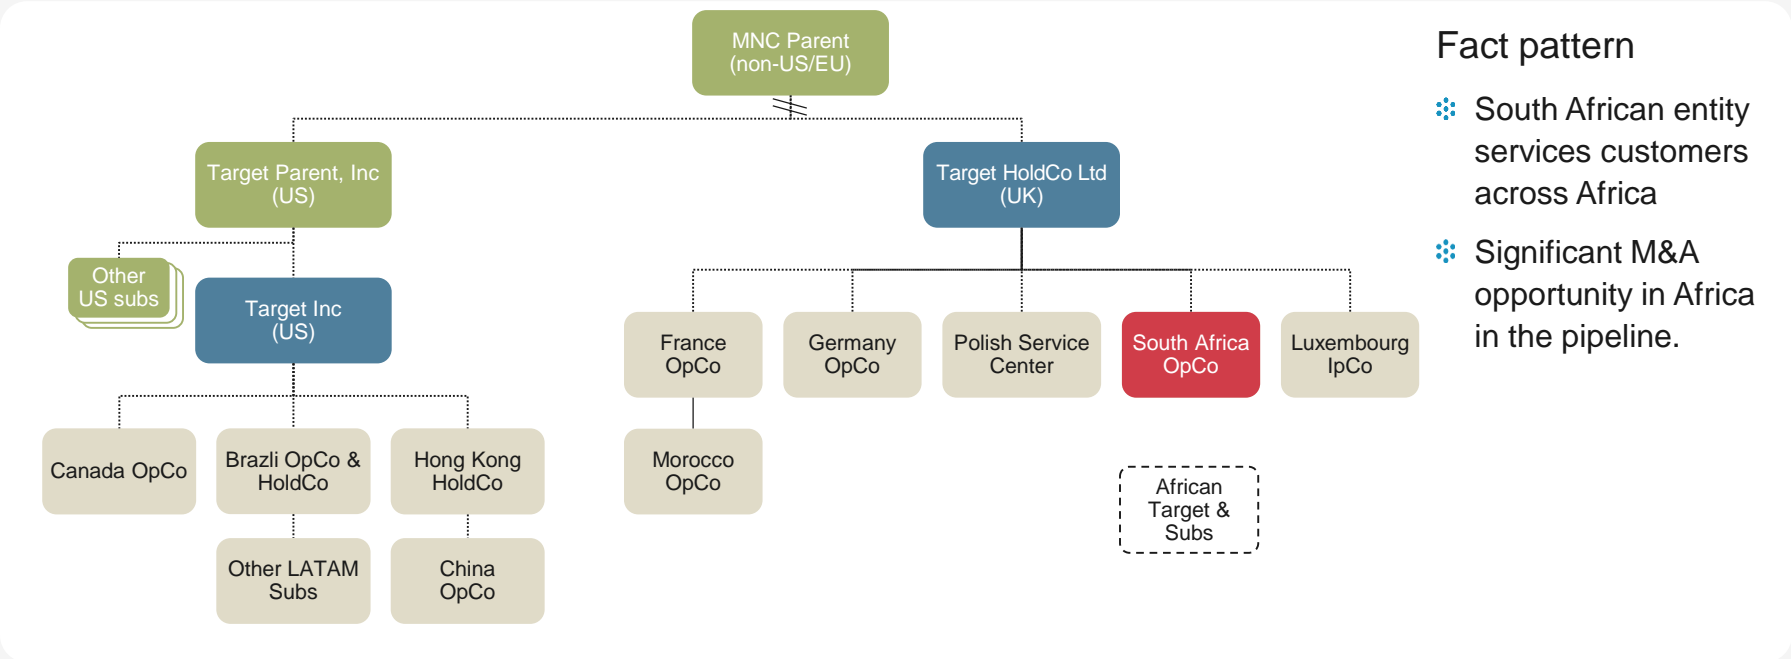 MNC Parent
(non-US/EU)
Target Parent, Inc
(US)
Target HoldCo Ltd
(UK)
Other
US subs
Target Inc
(US)
France
OpCo
Germany
OpCo
Polish Service
Center
South Africa
OpCo
Luxembourg
IpCo
Canada OpCo
Brazli OpCo &
HoldCo
Hong Kong
HoldCo
Morocco
OpCo
African
Target &
Subs
Other LATAM
Subs
China
OpCo
Fact pattern
South African entity
services customers
across Africa
Significant M&A
opportunity in Africa
in the pipeline.